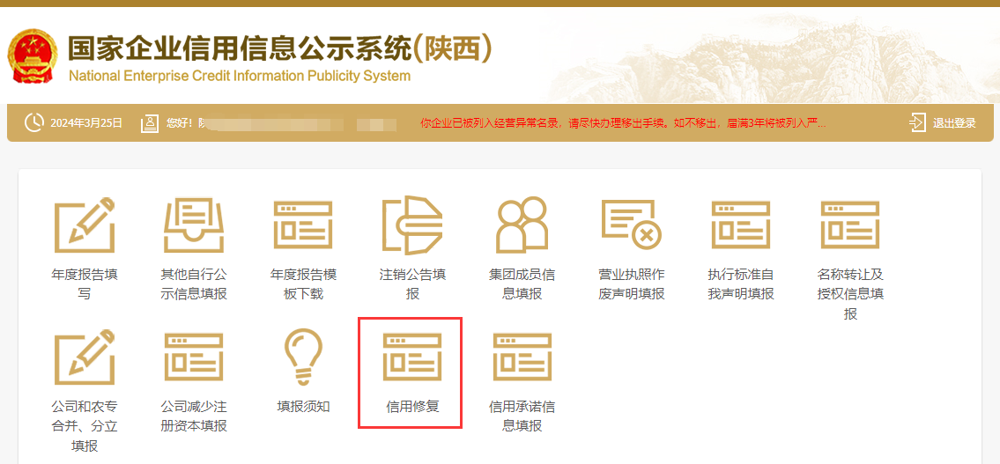 国家企业信用信息公示系统(陕西)
National Enterprise Credit Information Publicity System
2024年3月25日 您好! 你企业已被列入经营异常名录，请尽快办理移出手续。如不移出，届满3年将被列入严... 退出登录
年度报告填 其他自行公 年度报告模 注销公告填 集团成员信 营业执照作 执行标准自 名称转让及
写 示信息填报 板下载 报 息填报 废声明填报 我声明填报 授权信息填
报
公司和农专 公司减少注 填报须知 信用修复 信用承诺信
合并、分立 册资本填报 息填报
填报